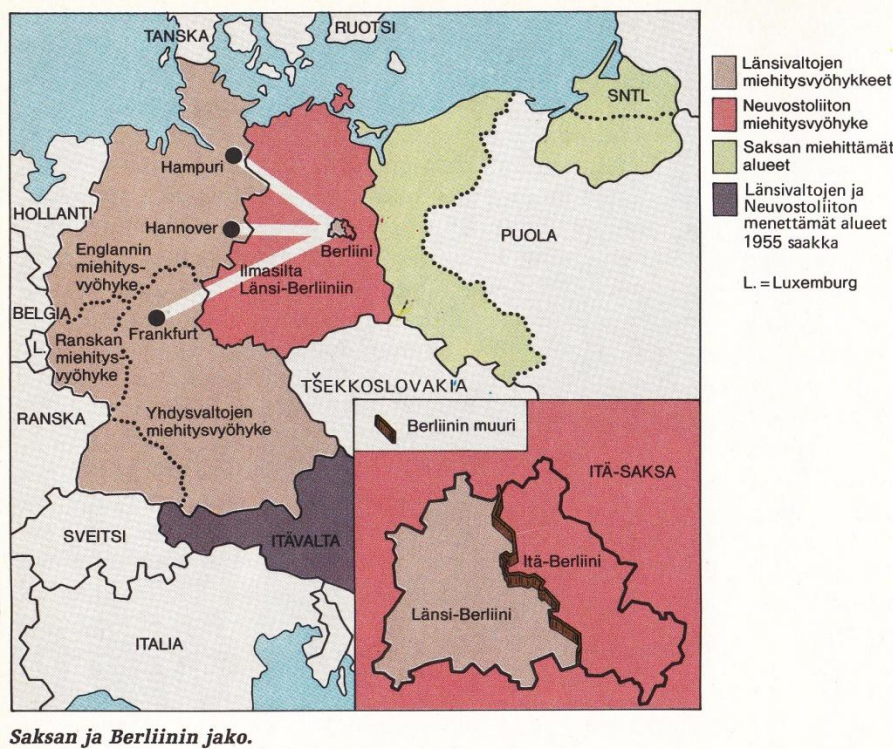 TANSKA
RUOTSI
SNTL
Hampuri
HOLLANTI
Hannover
Englannin
miehitys-
vyöhyke
Berliini
Ilmasilta
Länsi-Berliiniin
PUOLA
BELGIA
Frankfurt
L.
Ranskan
miehitys-
vyöhyke
TŠEKKOSLOVAKIA
RANSKA
Yhdysvaltojen
miehitysvyöhyke
SVEITSI
ITÄVALTA
ITALIA
Berliinin muuri
ITÄ-SAKSA
Itä-Berliini
Länsi-Berliini
Länsivaltojen
miehitysvyöhykkeet
Neuvostoliiton
miehitysvyöhyke
Saksan miehittämät
alueet
Länsivaltojen ja
Neuvostoliiton
menettämät alueet
1955 saakka
L. = Luxemburg
Saksan ja Berliinin jako.